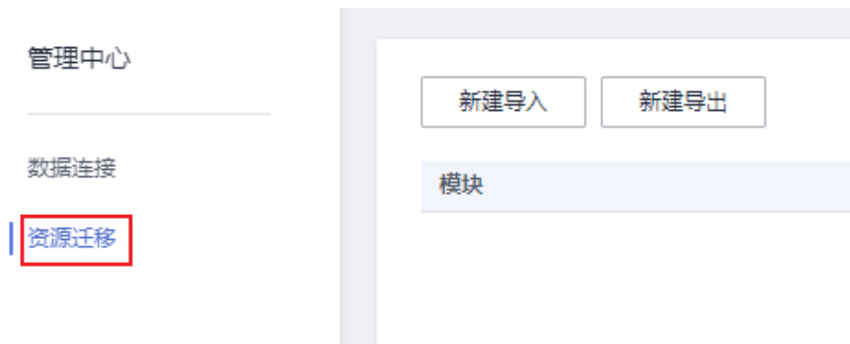 管理中心
数据连接
资源迁移
新建导入
新建导出
模块